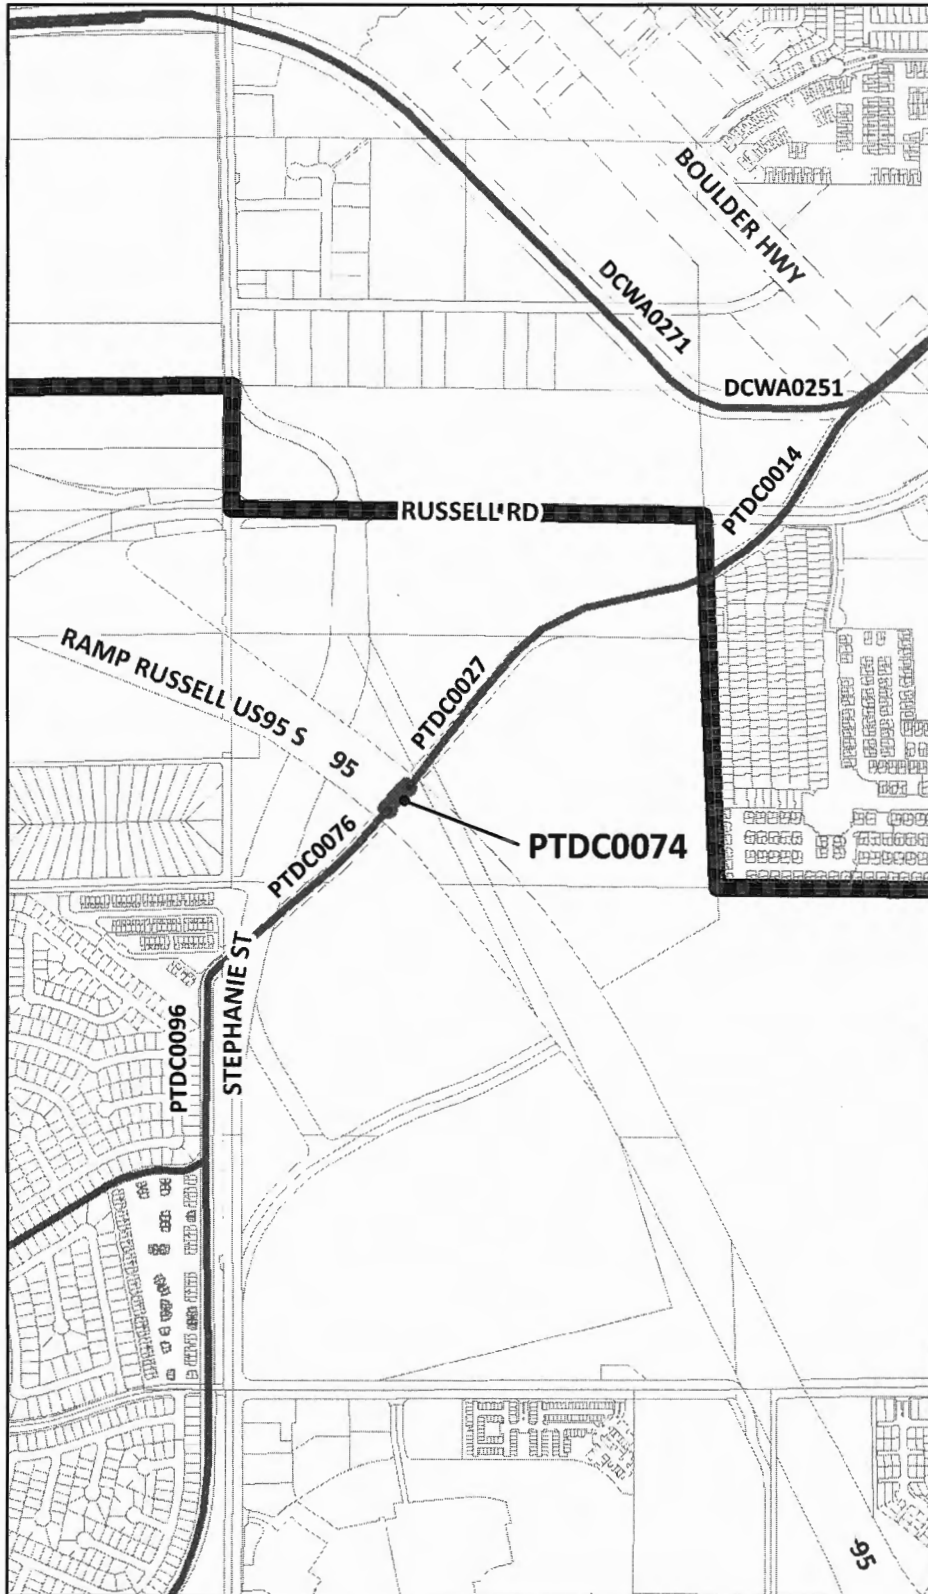 BOULDER HWY
DCWA0271
DCWA0251
PTDC0014
RUSSELL RD
RAMP RUSSELL US95 S
95
PTDC0027
PTDC0074
PTDC0076
STEPHANIE ST
PTDC0096
95